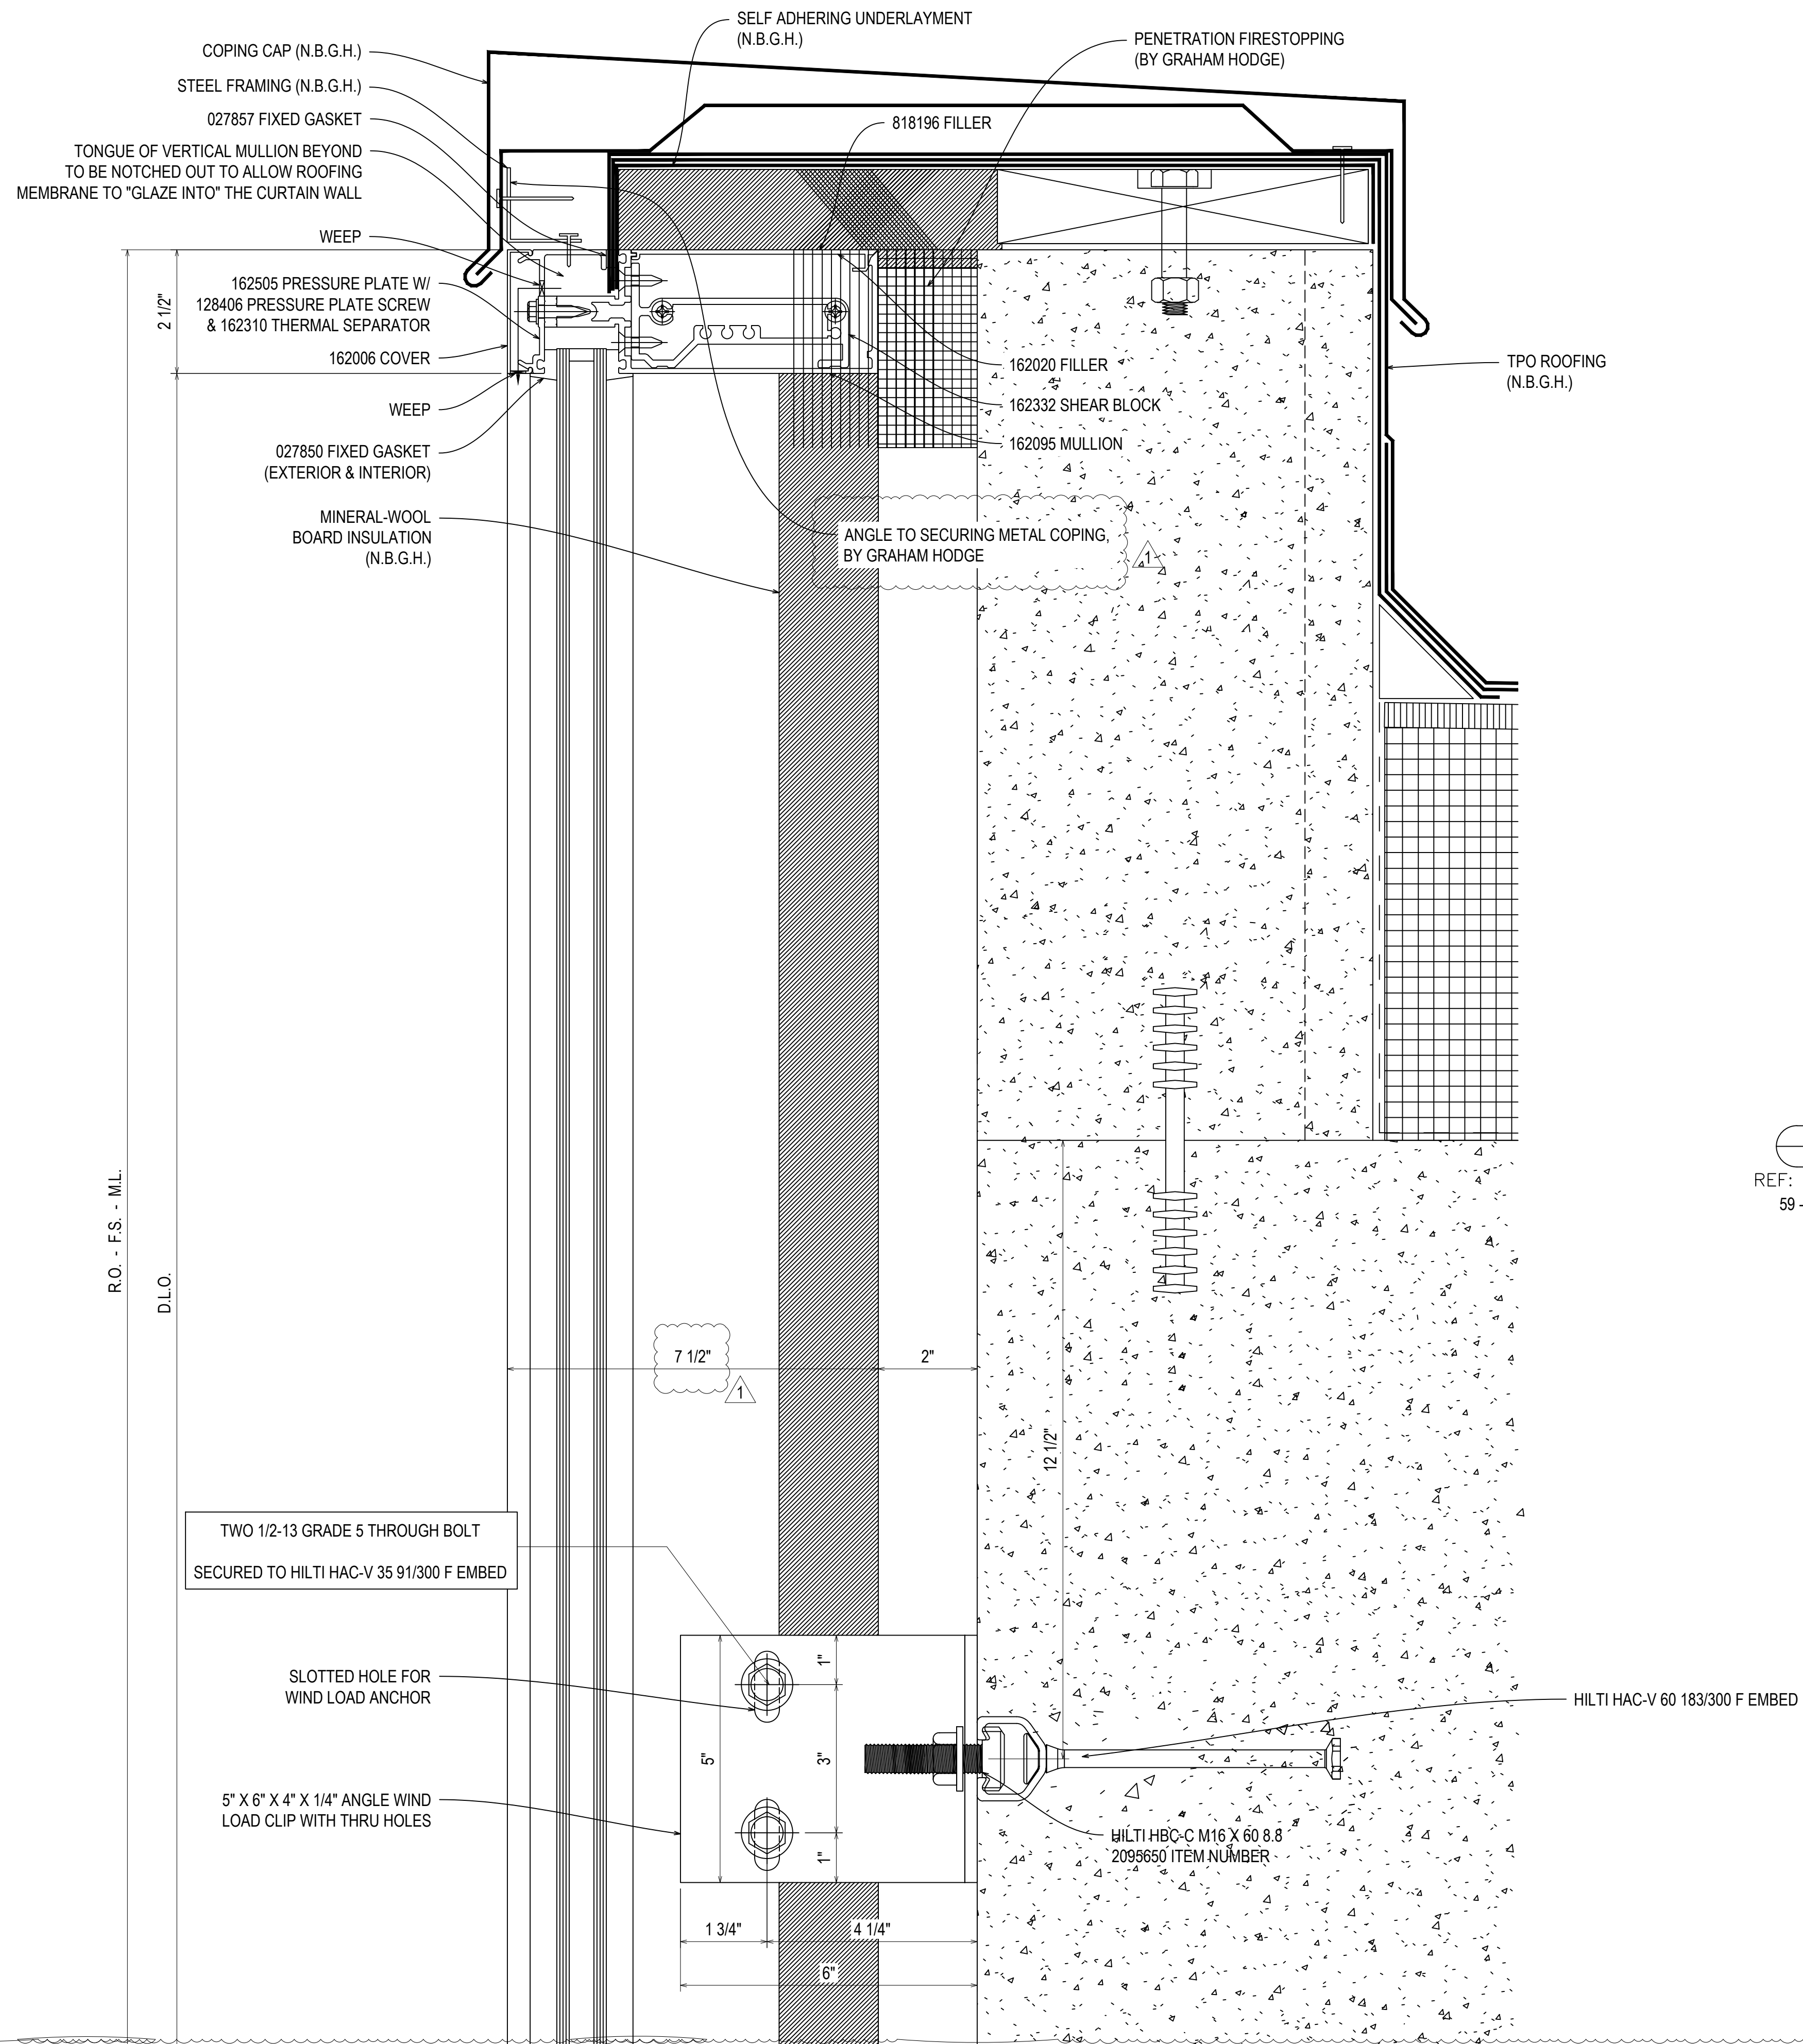 SELF ADHERING UNDERLAYMENT
(N.B.G.H.)
COPING CAP (N.B.G.H.)
PENETRATION FIRESTOPPING
(BY GRAHAM HODGE)
STEEL FRAMING (N.B.G.H.)
027857 FIXED GASKET
818196 FILLER
TONGUE OF VERTICAL MULLION BEYOND
TO BE NOTCHED OUT TO ALLOW ROOFING
MEMBRANE TO "GLAZE INTO" THE CURTAIN WALL
WEEP
162505 PRESSURE PLATE W/
128406 PRESSURE PLATE SCREW
& 162310 THERMAL SEPARATOR
2 1/2"
162006 COVER
162020 FILLER
TPO ROOFING
(N.B.G.H.)
WEEP
162332 SHEAR BLOCK
162095 MULLION
027850 FIXED GASKET
(EXTERIOR & INTERIOR)
MINERAL-WOOL
BOARD INSULATION
(N.B.G.H.)
ANGLE TO SECURING METAL COPING,
BY GRAHAM HODGE
1
R.O. - F.S. - M.L.
D.L.O.
REF:
59 -
7 1/2"
2"
1
12 1/2"
TWO 1/2-13 GRADE 5 THROUGH BOLT
SECURED TO HILTI HAC-V 35 91/300 F EMBED
SLOTTED HOLE FOR
WIND LOAD ANCHOR
1"
5"
3"
1"
HILTI HAC-V 60 183/300 F EMBED
5" X 6" X 4" X 1/4" ANGLE WIND
LOAD CLIP WITH THRU HOLES
HILTI HBC-C M16 X 60 8.8
2095650 ITEM NUMBER
1 3/4"
4 1/4"
6"